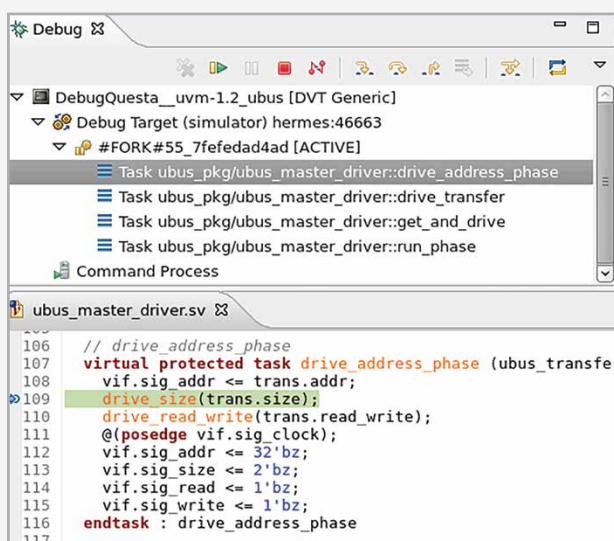 Debug
DebugQuesta__uvm-1.2_ubus [DVT Generic]
Debug Target (simulator) hermes:46663
#FORK#55_7fefedad4ad [ACTIVE]
Task ubus_pkg/ubus_master_driver::drive_address_phase
Task ubus_pkg/ubus_master_driver::drive_transfer
Task ubus_pkg/ubus_master_driver::get_and_drive
Task ubus_pkg/ubus_master_driver::run_phase
Command Process
ubus_master_driver.sv
106 // drive_address_phase
107 virtual protected task drive_address_phase (ubus_transfe
108 vif.sig_addr <= trans.addr;
109 drive_size(trans.size);
110 drive_read_write(trans.read_write);
111 @(posedge vif.sig_clock);
112 vif.sig_addr <= 32'bz;
113 vif.sig_size <= 2'bz;
114 vif.sig_read <= 1'bz;
115 vif.sig_write <= 1'bz;
116 endtask : drive_address_phase
117